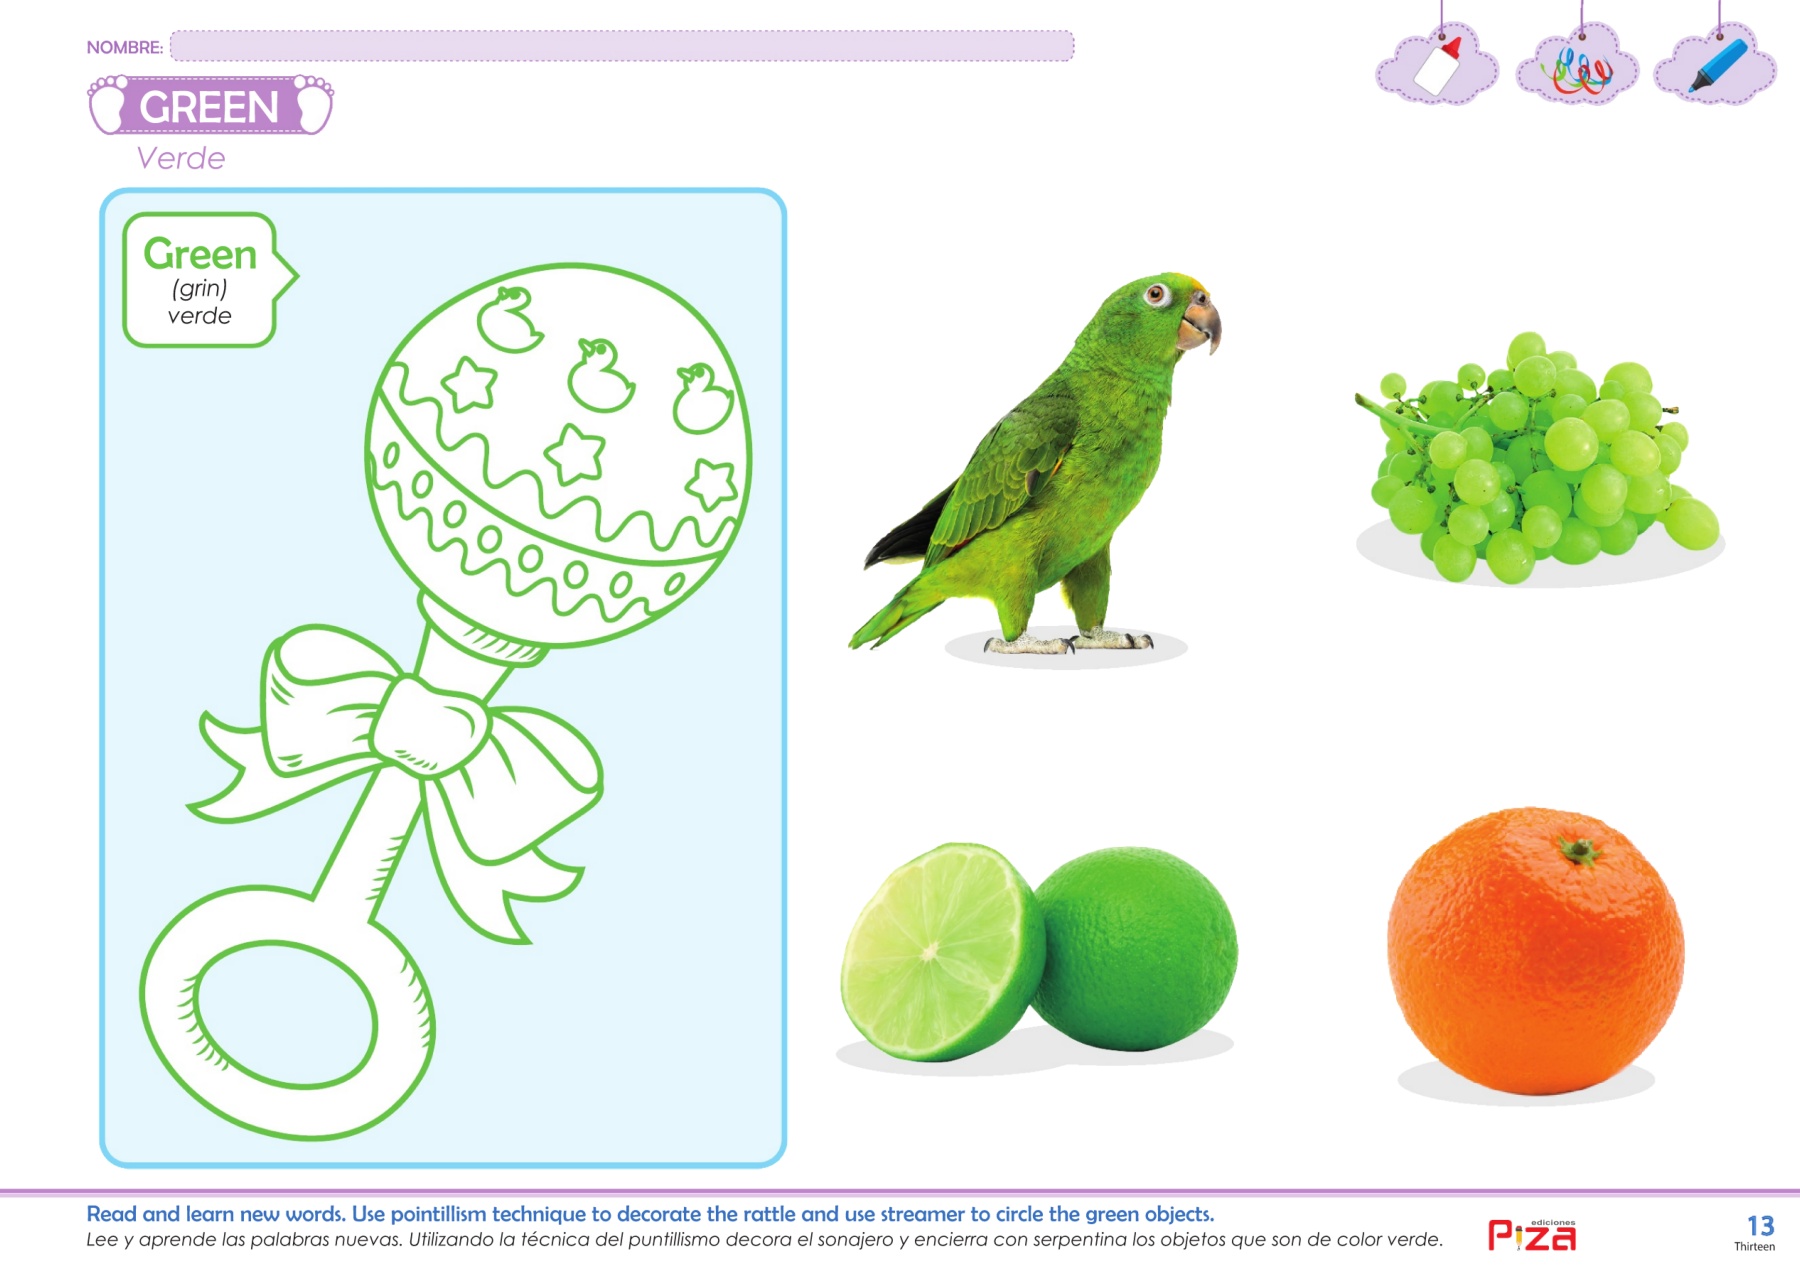 NOMBRE:
GREEN
Verde
Green
(grin)
verde
Read and learn new words. Use pointillism technique to decorate the rattle and use streamer to circle the green objects.
Lee y aprende las palabras nuevas. Utilizando la técnica del puntillismo decora el sonajero y encierra con serpentina los objetos que son de color verde.
ediciones
Piza
13
Thirteen